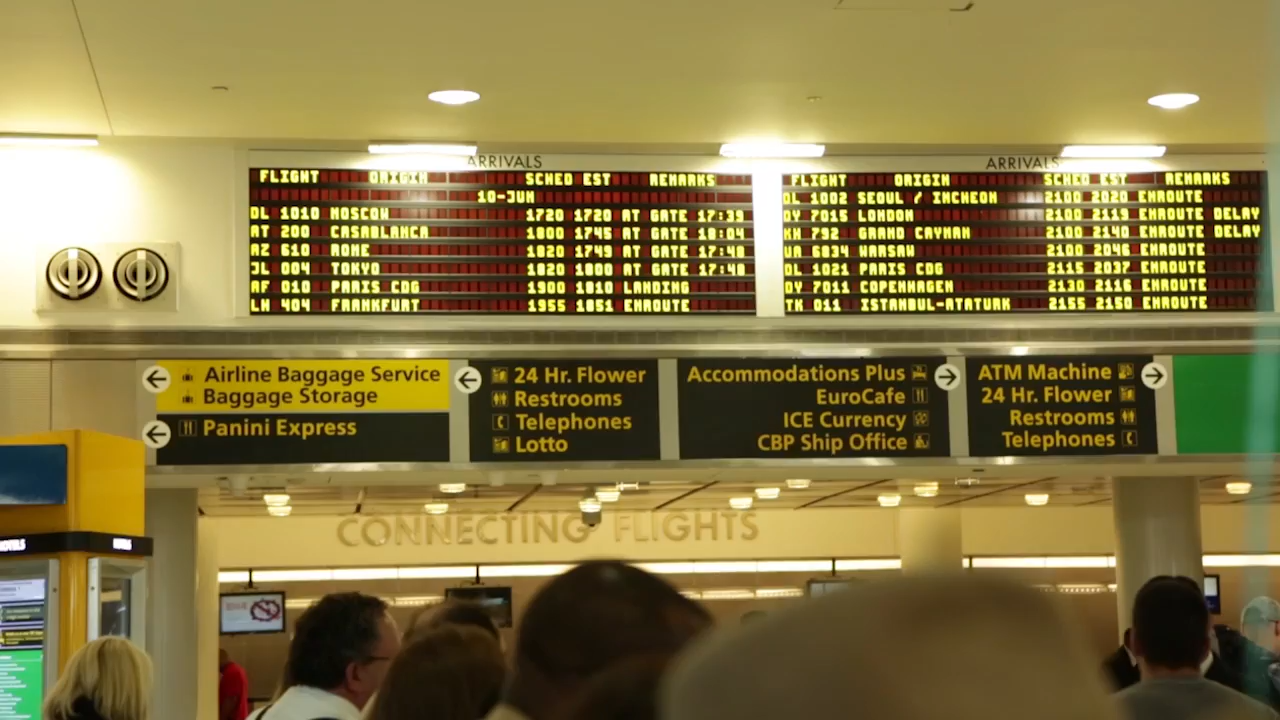 ARRIVALS
FLIGHT ORIGIN SCHED EST REMARKS
10-JUN
DL 1010 MOSCOW 1720 1720 AT GATE 17:39
AT 200 CASABLANCA 1800 1745 AT GATE 18:04
AZ 610 ROME 1820 1749 AT GATE 17:48
JL 004 TOKYO 1820 1800 AT GATE 17:48
AF 010 PARIS CDG 1900 1810 LANDING
LH 404 FRANKFURT 1955 1851 ENROUTE
ARRIVALS
FLIGHT ORIGIN SCHED EST REMARKS
DL 1002 SEOUL / INCHEON 2100 2020 ENROUTE
DY 7015 LONDON 2100 2119 ENROUTE DELAY
KX 792 GRAND CAYMAN 2100 2140 ENROUTE DELAY
6834 WARSAW 2100 2046 ENROUTE
DL 1021 PARIS CDG 2115 2037 ENROUTE
DY 7011 COPENHAGEN 2130 2116 ENROUTE
TK 011 ISTANBUL-ATATURK 2155 2150 ENROUTE
Airline Baggage Service
Baggage Storage
Panini Express
24 Hr. Flower
Restrooms
Telephones
Lotto
Accommodations Plus
EuroCafe
ICE Currency
CBP Ship Office
ATM Machine
24 Hr. Flower
Restrooms
Telephones
CONNECTING FLIGHTS